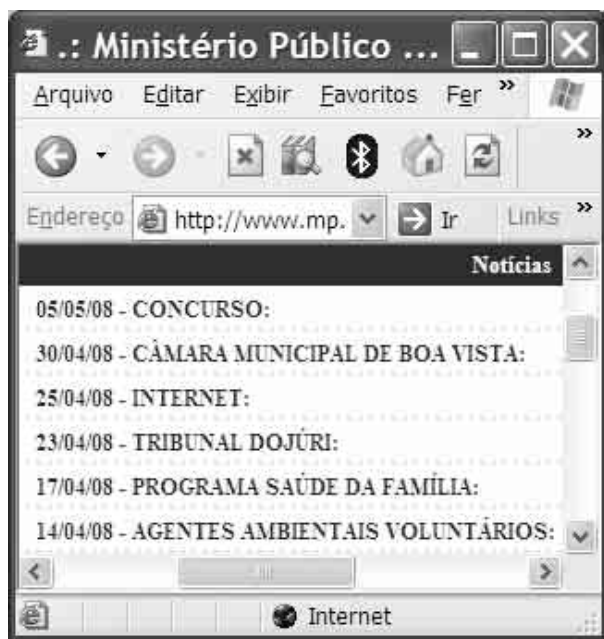 .: Ministério Público ...
Arquivo Editar Exibir Favoritos Fer »
»
Endereço http://www.mp. Ir Links »
Notícias
05/05/08 - CONCURSO:
30/04/08 - CÂMARA MUNICIPAL DE BOA VISTA:
25/04/08 - INTERNET:
23/04/08 - TRIBUNAL DOJÚRI:
17/04/08 - PROGRAMA SAÚDE DA FAMÍLIA:
14/04/08 - AGENTES AMBIENTAIS VOLUNTÁRIOS:
Internet